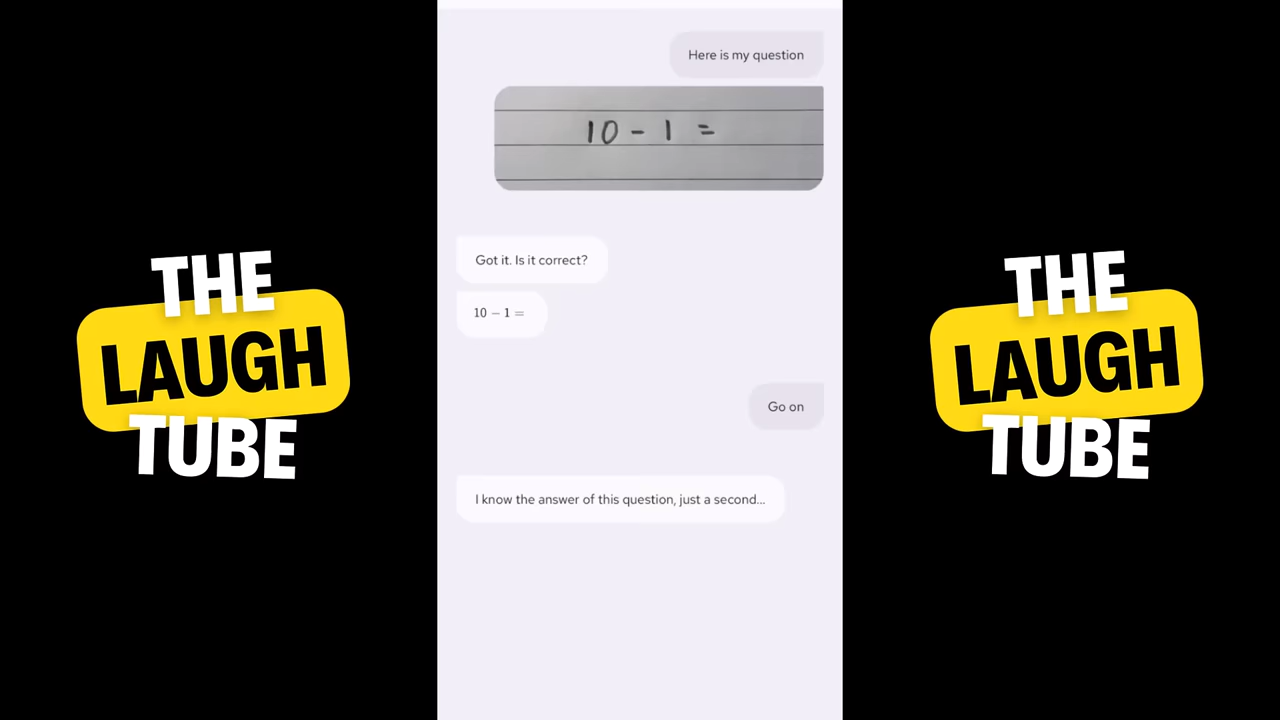 Here is my question
10 - 1 =
Got it. Is it correct?
10 − 1 =
Go on
I know the answer of this question, just a second...
THE
LAUGH
TUBE
THE
LAUGH
TUBE